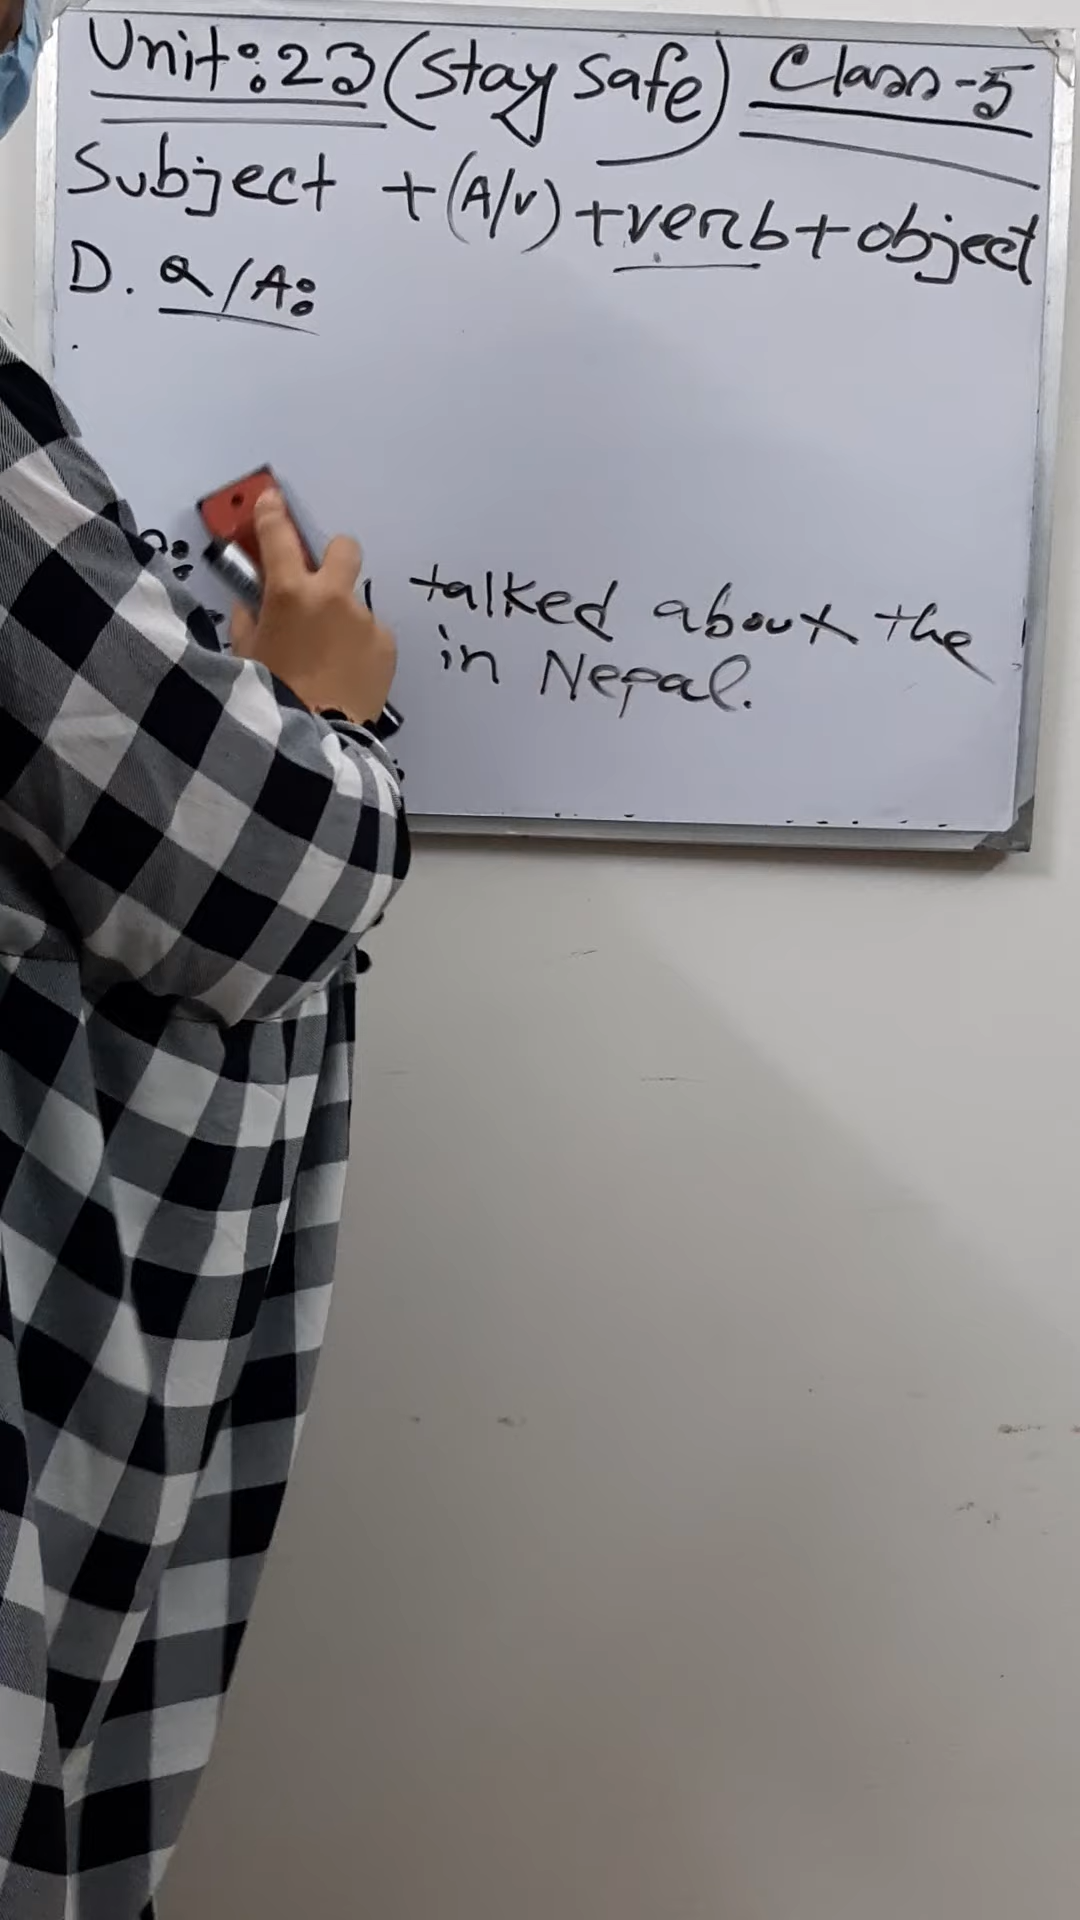 Unit:23 (Stay Safe) Class-5
Subject + (A/V) + verb + object
D. Q/A:
talked about the
in Nepal.